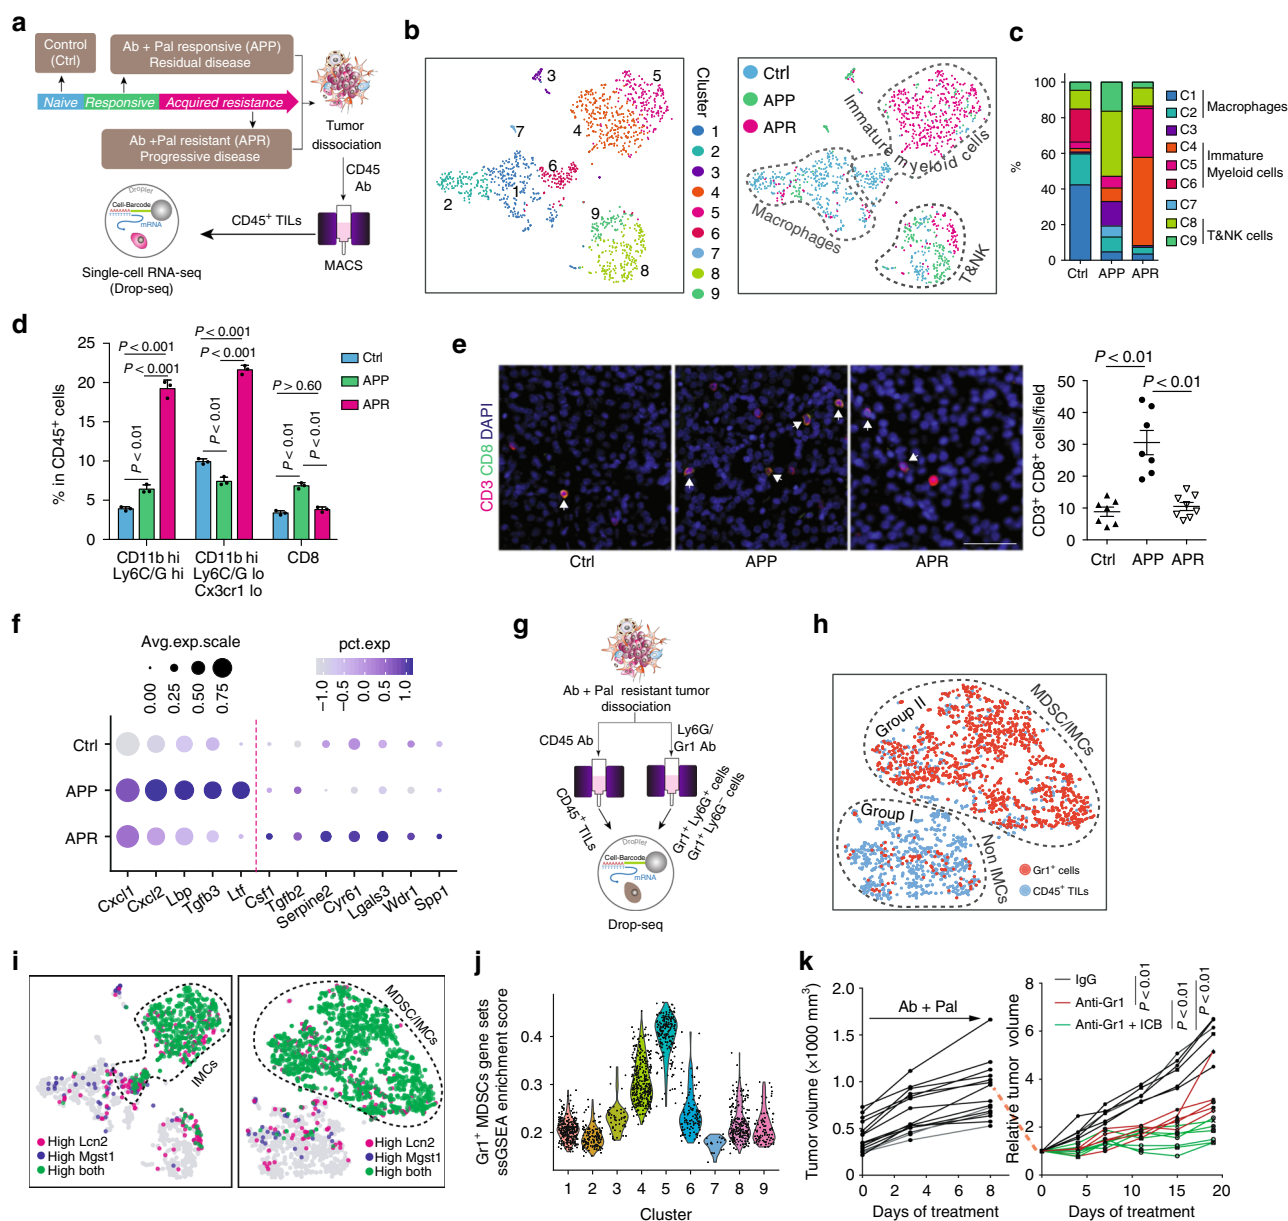 a
Control
(Ctrl)
Ab + Pal responsive (APP)
Residual disease
Naive
Responsive
Acquired resistance
Ab +Pal resistant (APR)
Progressive disease
Tumor
dissociation
CD45
Ab
Droplet
Cell-Barcode
AAAAAA
TTTTTTT
mRNA
CD45⁺ TILs
MACS
Single-cell RNA-seq
(Drop-seq)
b
3
5
4
7
6
1
2
9
8
Cluster
1
2
3
4
5
6
7
8
9
Ctrl
APP
APR
Immature myeloid cells
Macrophages
T&NK
c
%
100
80
60
40
20
0
Ctrl
APP
APR
C1
C2
C3
C4
C5
C6
C7
C8
C9
Macrophages
Immature
Myeloid cells
T&NK cells
d
% in CD45⁺ cells
25
20
15
10
5
0
P < 0.001
P < 0.001
P < 0.01
P < 0.001
P < 0.001
P < 0.01
P > 0.60
P < 0.01
P < 0.01
Ctrl
APP
APR
CD11b hi
Ly6C/G hi
CD11b hi
Ly6C/G lo
Cx3cr1 lo
CD8
e
CD3 CD8 DAPI
Ctrl
APP
APR
CD3⁺ CD8⁺ cells/field
50
40
30
20
10
0
P < 0.01
P < 0.01
Ctrl
APP
APR
f
Avg.exp.scale
0.00
0.25
0.50
0.75
pct.exp
−1.0
−0.5
0.0
0.5
1.0
Ctrl
APP
APR
Cxcl1
Cxcl2
Lbp
Tgfb3
Ltf
Csf1
Tgfb2
Serpine2
Cyr61
Lgals3
Wdr1
Spp1
g
Ab + Pal resistant tumor
dissociation
CD45 Ab
Ly6G/
Gr1 Ab
CD45⁺
TILs
Gr1⁺ Ly6G⁺ cells
Gr1⁺ Ly6G⁻ cells
Droplet
Cell-Barcode
AAAAAA
TTTTTTT
mRNA
Drop-seq
h
Group II
MDSC/IMCs
Group I
Non IMCs
Gr1⁺ cells
CD45⁺ TILs
i
IMCs
High Lcn2
High Mgst1
High both
MDSC/IMCs
High Lcn2
High Mgst1
High both
j
Gr1⁺ MDSCs gene sets
ssGSEA enrichment score
0.4
0.3
0.2
1
2
3
4
5
6
7
8
9
Cluster
k
Tumor volume (×1000 mm³)
2.0
1.5
1.0
0.5
0
Ab + Pal
0
2
4
6
8
Days of treatment
Relative tumor volume
8
6
4
2
0
IgG
Anti-Gr1
Anti-Gr1 + ICB
P < 0.01
P < 0.01
P < 0.01
0
5
10
15
20
Days of treatment